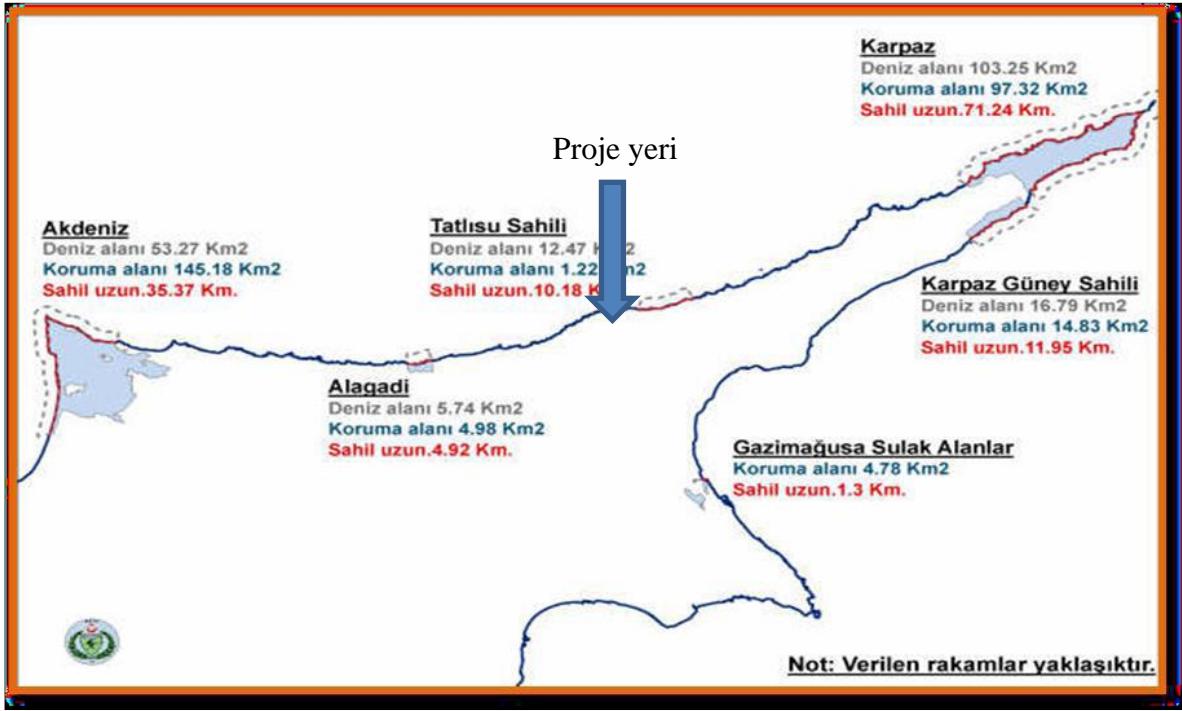 Karpaz
Deniz alanı 103.25 Km2
Koruma alanı 97.32 Km2
Sahil uzun.71.24 Km.
Proje yeri
Akdeniz
Deniz alanı 53.27 Km2
Koruma alanı 145.18 Km2
Sahil uzun.35.37 Km.
Tatlısu Sahili
Deniz alanı 12.47 2
Koruma alanı 1.22 m2
Sahil uzun.10.18 K
Karpaz Güney Sahili
Deniz alanı 16.79 Km2
Koruma alanı 14.83 Km2
Sahil uzun.11.95 Km.
Alagadi
Deniz alanı 5.74 Km2
Koruma alanı 4.98 Km2
Sahil uzun.4.92 Km.
Gazimağusa Sulak Alanlar
Koruma alanı 4.78 Km2
Sahil uzun.1.3 Km.
Not: Verilen rakamlar yaklaşıktır.